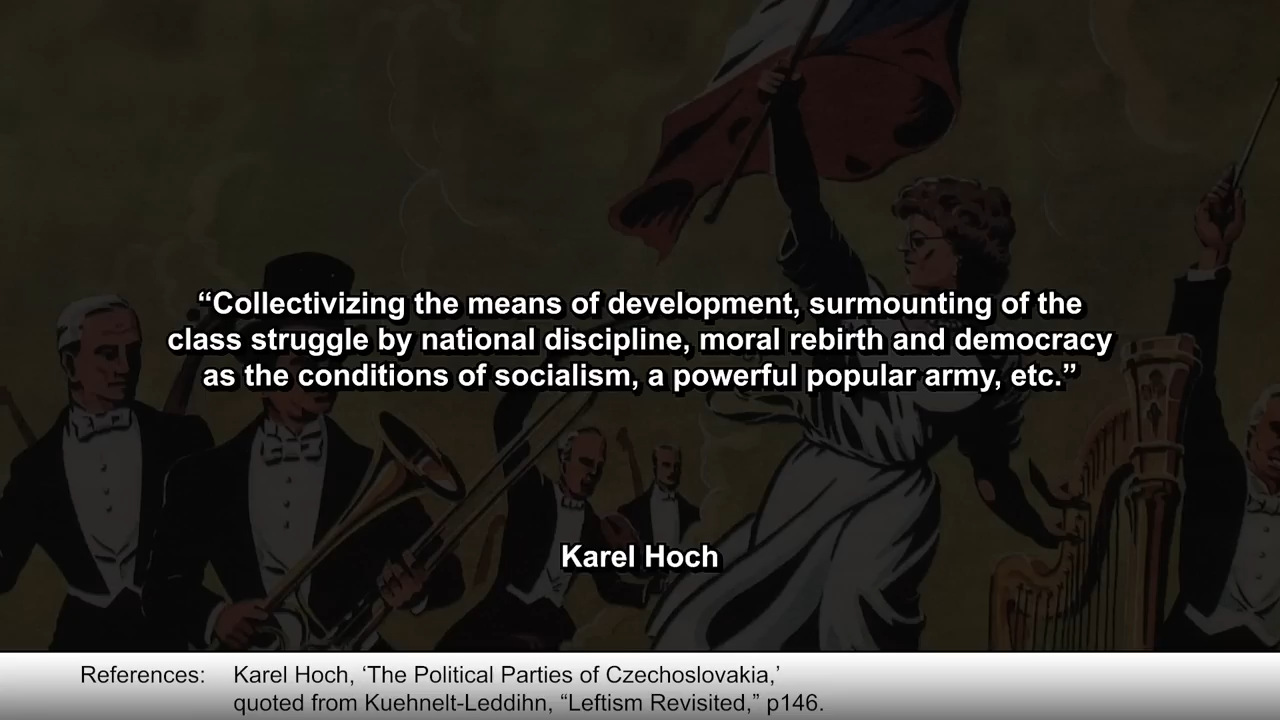 “Collectivizing the means of development, surmounting of the
class struggle by national discipline, moral rebirth and democracy
as the conditions of socialism, a powerful popular army, etc.”
Karel Hoch
References: Karel Hoch, ‘The Political Parties of Czechoslovakia,’
quoted from Kuehnelt-Leddihn, “Leftism Revisited,” p146.